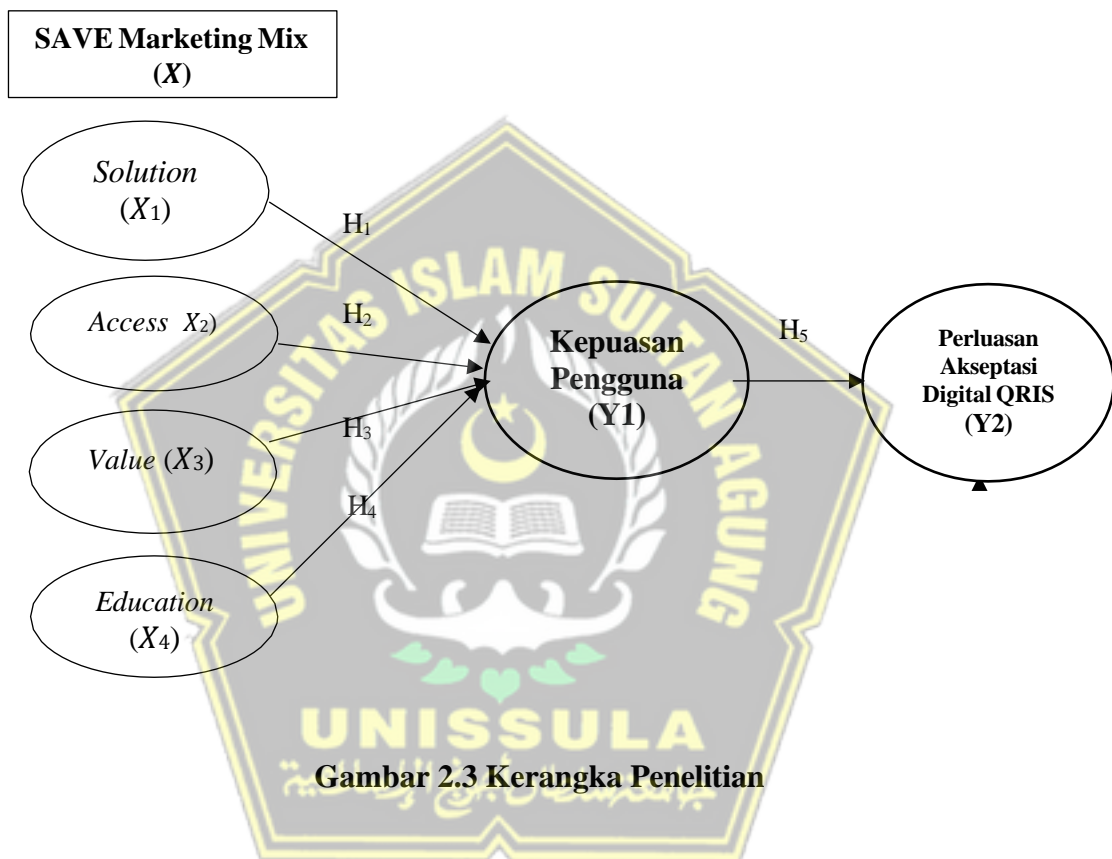 SAVE Marketing Mix
(X)
Solution
(X1)
H1
Access X2)
H2
Kepuasan
Pengguna
(Y1)
H5
Perluasan
Akseptasi
Digital QRIS
(Y2)
Value (X3)
H3
H4
Education
(X4)
UNIVERSITAS ISLAM SULTAN AGUNG
UNISSULA
Gambar 2.3 Kerangka Penelitian